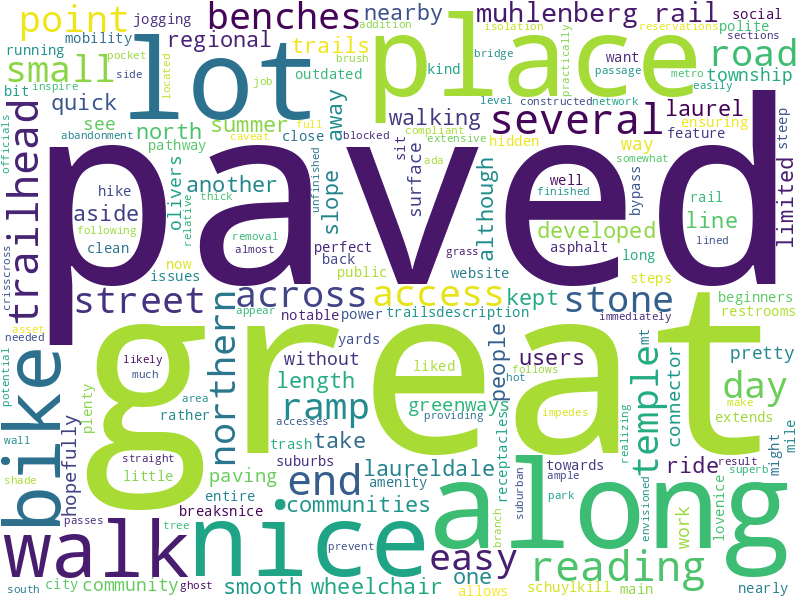 point
jogging
benches
nearby
muhlenberg rail
social
running
mobility
pocket
regional
trails
addition
reservations
isolation
bridge
practically
polite
sections
small
side
inspire
lot
place
brush
outdated
kind
want
passage
metro
easily
road
township
bit
located
job
quick
summer
away
walking
level
constructed
network
several
laurel
officials
abandonment
see
north
caveat
full
close
blocked
compliant
extensive
ada
hidden
way
ensuring
feature
steep
trailhead
pathway
another
unfinished
sit
surface
although
somewhat
bypass
limited
paved
hike
aside
following
clean
olivers
relative
thick
slope
well
finished
rail
line
lined
developed
crisscross
issues
removal
almost
perfect
back
public
grass
website
asphalt
long
now
steps
street
across
access
kept
stone
beginners
restrooms
asset
needed
notable
power
trailsdescription
appear
immediately
great
northern
yards
without
liked
people
users
mt
pretty
potential
bike
likely
much
area
length
greenways
hot
follows
connector
day
make
extends
plenty
rather
ramp
accesses
providing
impedes
realizing
temple
wall
shade
hopefully
straight
little
trash
take
receptacles
suburbs
laureldale
towards
ride
result
might
mile
paving
entire
amenity
end
suburban
ample
park
superb
breaksnice
communities
envisioned
lovenice
passes
walk
nice
along
tree
prevent
easy
one
branch
reading
work
south
city
community
ghost
smooth
wheelchair
allows
schuylkill
main
nearly